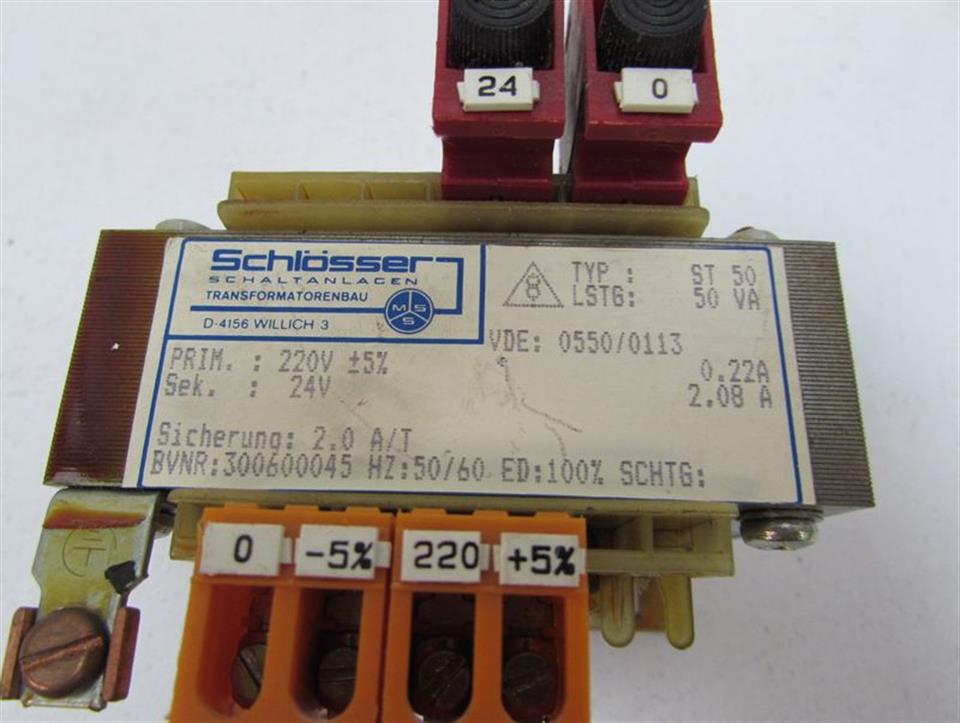 24 0
Schlösser
SCHALTANLAGEN
TRANSFORMATORENBAU
MSS
D-4156 WILLICH 3
TYP : ST 50
LSTG: 50 VA
VDE: 0550/0113
PRIM. : 220V ±5% 0.22A
Sek. : 24V 2.08 A
Sicherung: 2.0 A/T
BVNR:300600045 HZ:50/60 ED:100% SCHTG:
0 -5% 220 +5%